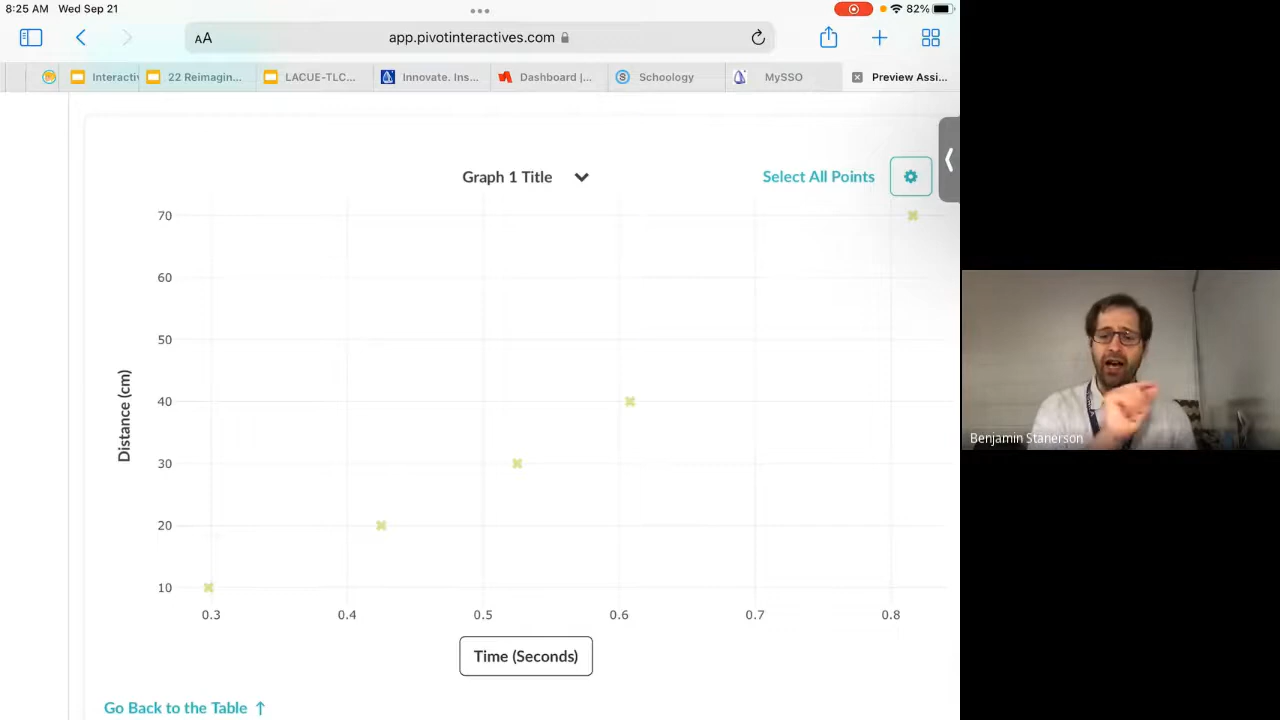 8:25 AM Wed Sep 21
82%
AA
app.pivotinteractives.com
Interacti
22 Reimagin...
LACUE-TLC...
Innovate. Ins...
Dashboard |...
Schoology
MySSO
Preview Assi...
Graph 1 Title
Select All Points
70
60
50
40
30
20
10
Distance (cm)
0.3 0.4 0.5 0.6 0.7 0.8
Time (Seconds)
Go Back to the Table ↑
Benjamin Stanerson